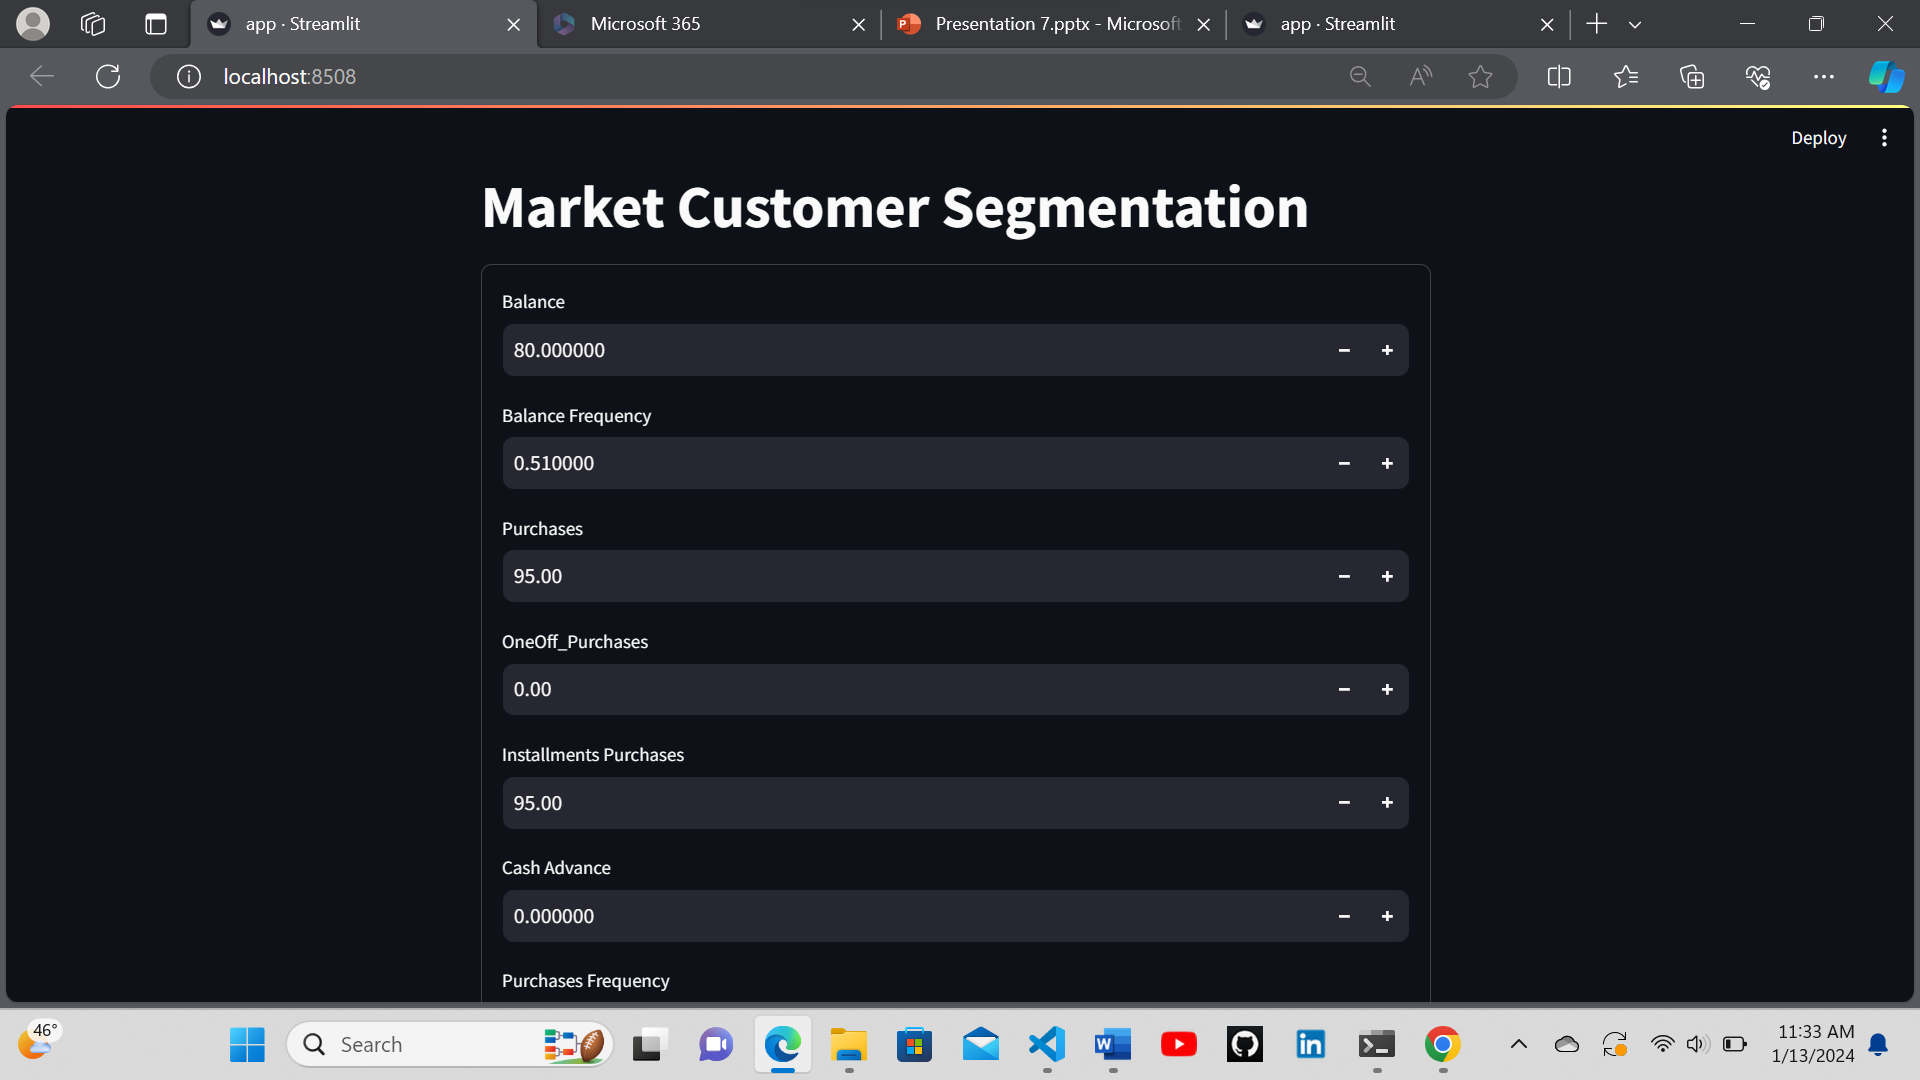 app · Streamlit
Microsoft 365
Presentation 7.pptx - Microsoft
app · Streamlit
localhost:8508
Deploy
Market Customer Segmentation
Balance
80.000000
Balance Frequency
0.510000
Purchases
95.00
OneOff_Purchases
0.00
Installments Purchases
95.00
Cash Advance
0.000000
Purchases Frequency
46°
Search
11:33 AM
1/13/2024